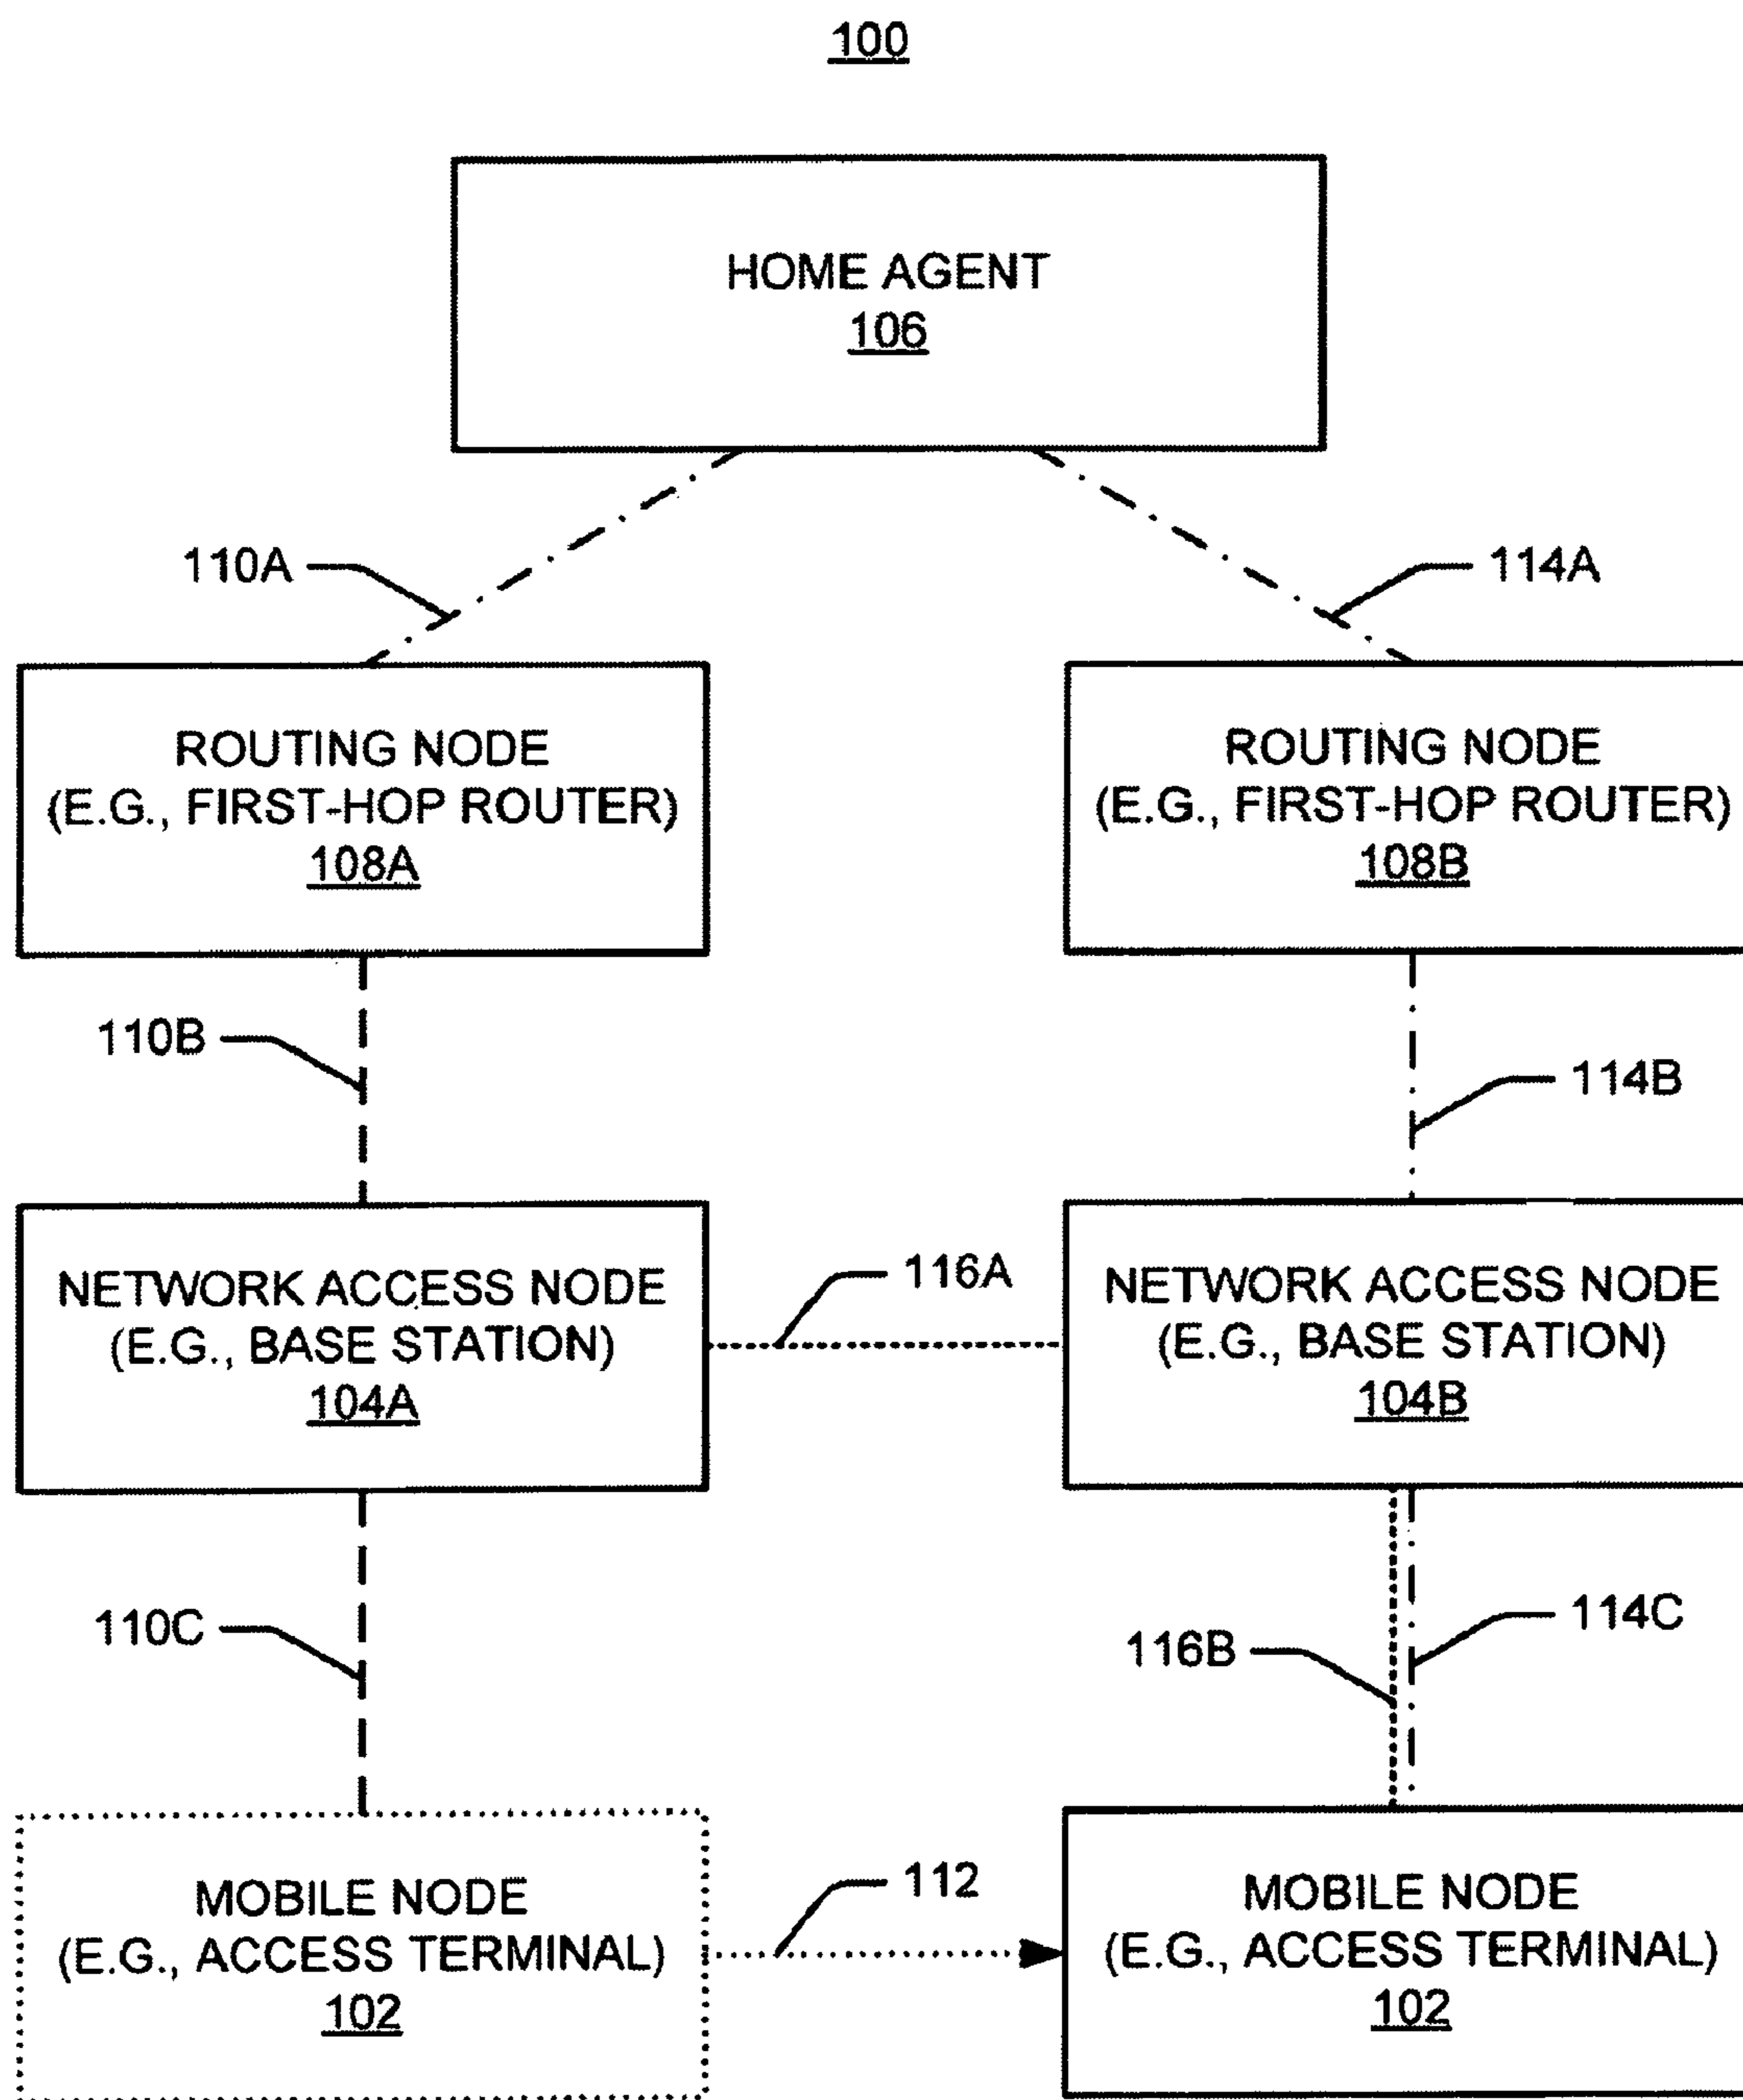 100
HOME AGENT
106
110A
114A
ROUTING NODE
(E.G., FIRST-HOP ROUTER)
108A
ROUTING NODE
(E.G., FIRST-HOP ROUTER)
108B
110B
114B
NETWORK ACCESS NODE
(E.G., BASE STATION)
104A
116A
NETWORK ACCESS NODE
(E.G., BASE STATION)
104B
110C
116B
114C
MOBILE NODE
(E.G., ACCESS TERMINAL)
102
112
MOBILE NODE
(E.G., ACCESS TERMINAL)
102